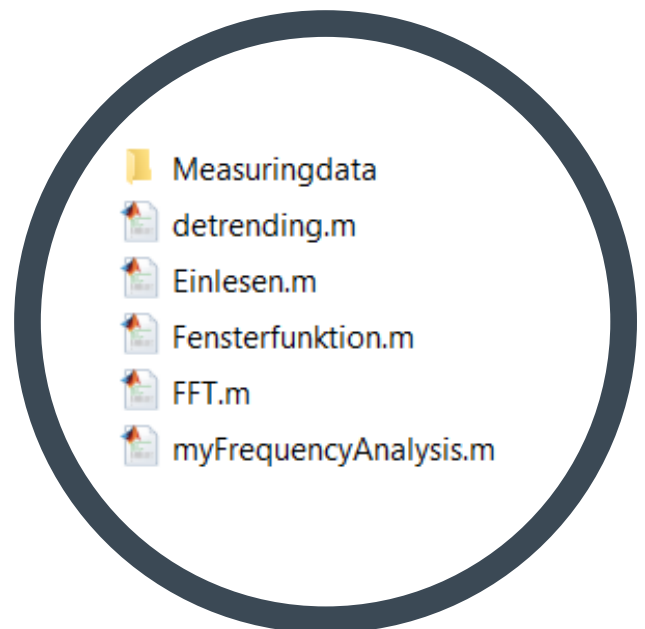 Measuringdata
detrending.m
Einlesen.m
Fensterfunktion.m
FFT.m
myFrequencyAnalysis.m